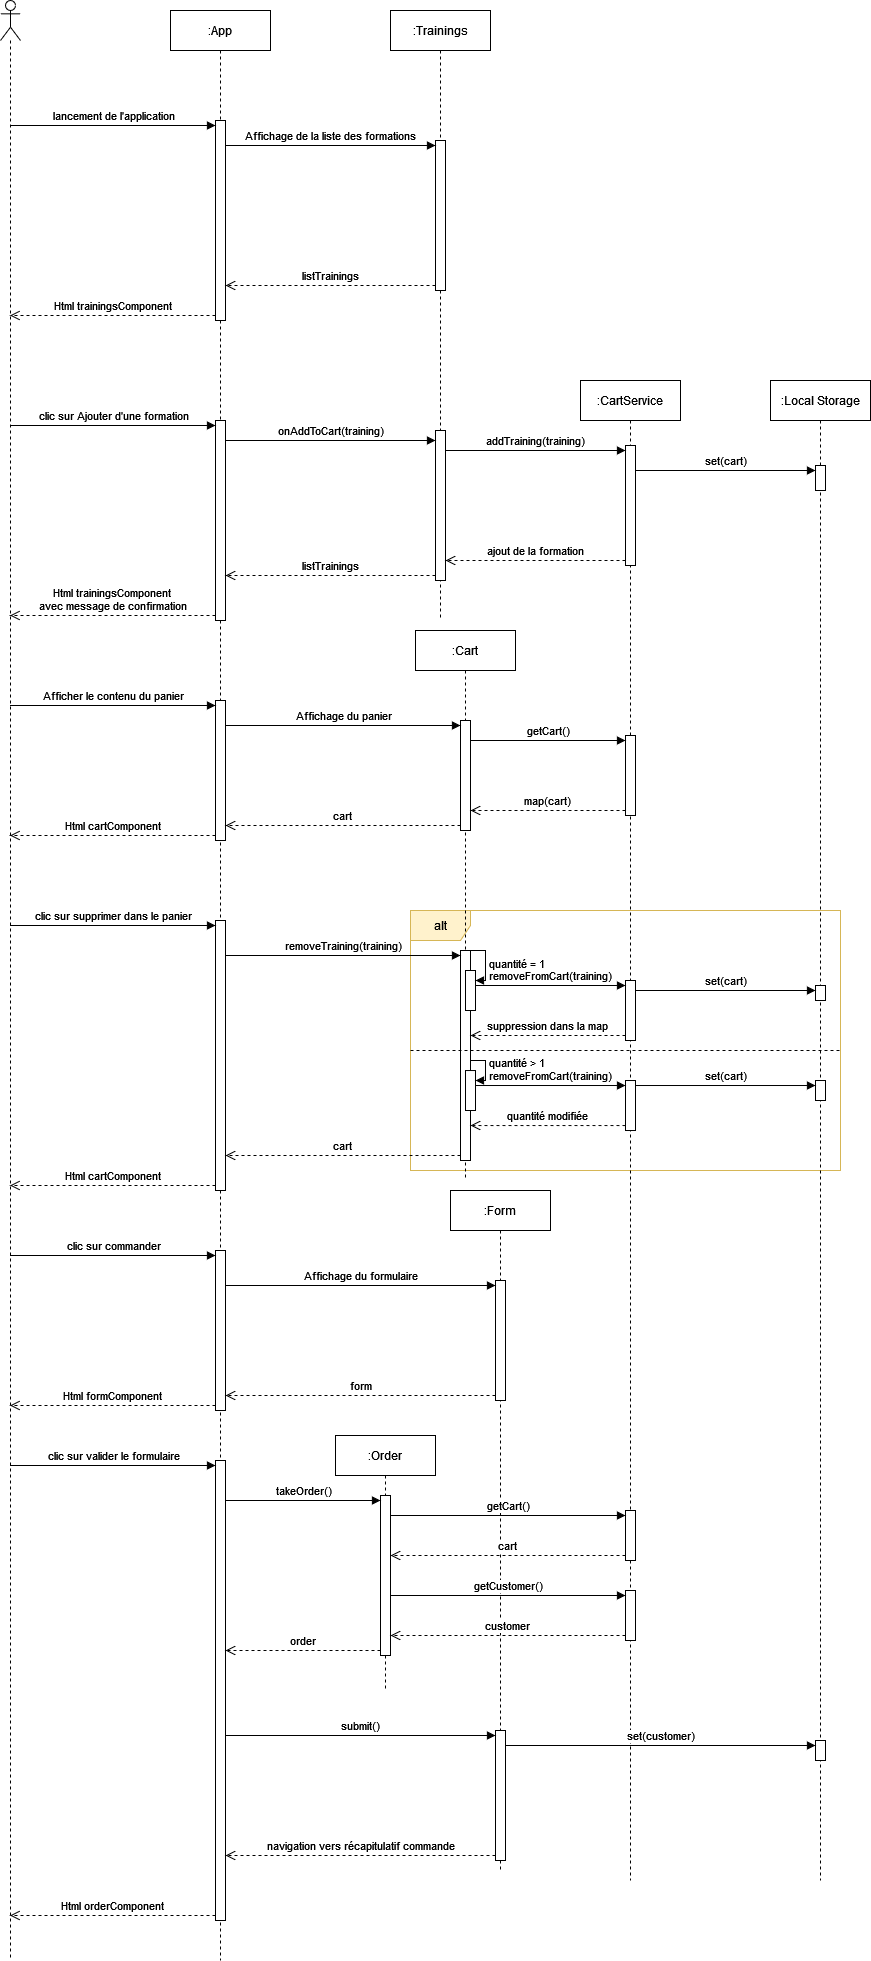 :App
:Trainings
lancement de l'application
Affichage de la liste des formations
listTrainings
Html trainingsComponent
:CartService
:Local Storage
clic sur Ajouter d'une formation
onAddToCart(training)
addTraining(training)
set(cart)
ajout de la formation
listTrainings
Html trainingsComponent
avec message de confirmation
:Cart
Afficher le contenu du panier
Affichage du panier
getCart()
map(cart)
cart
Html cartComponent
clic sur supprimer dans le panier
alt
removeTraining(training)
quantité = 1
removeFromCart(training)
set(cart)
suppression dans la map
quantité > 1
removeFromCart(training)
set(cart)
quantité modifiée
cart
Html cartComponent
:Form
clic sur commander
Affichage du formulaire
form
Html formComponent
:Order
clic sur valider le formulaire
takeOrder()
getCart()
cart
getCustomer()
customer
order
submit()
set(customer)
navigation vers récapitulatif commande
Html orderComponent